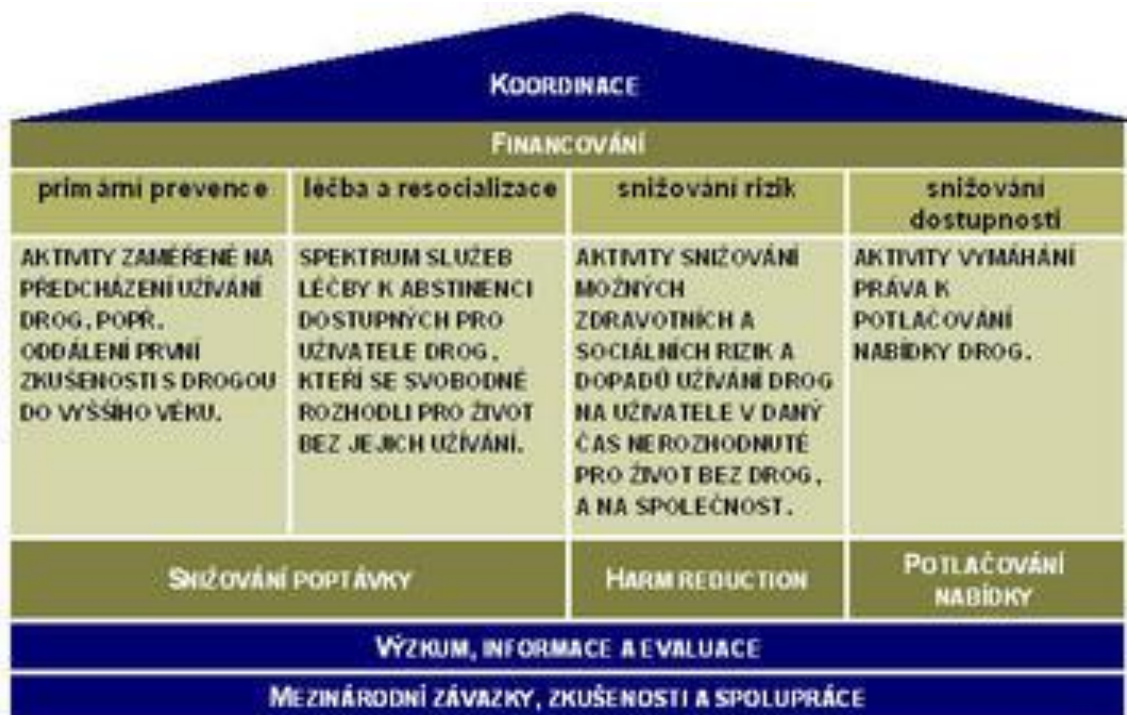 KOORDINACE
FINANCOVÁNÍ
primární prevence
léčba a resocializace
snižování rizik
snižování
dostupnosti
AKTIVITY ZAMĚŘENÉ NA
PŘEDCHÁZENÍ UŽÍVÁNÍ
DROG, POPŘ.
ODDÁLENÍ PRVNÍ
ZKUŠENOSTI S DROGOU
DO VYŠŠÍHO VĚKU.
SPEKTRUM SLUŽEB
LÉČBY K ABSTINENCI
DOSTUPNÝCH PRO
UŽIVATELE DROG,
KTEŘÍ SE SVOBODNĚ
ROZHODLI PRO ŽIVOT
BEZ JEJICH UŽÍVÁNÍ.
AKTIVITY SNIŽOVÁNÍ
MOŽNÝCH
ZDRAVOTNÍCH A
SOCIÁLNÍCH RIZIK A
DOPADŮ UŽÍVÁNÍ DROG
NA UŽIVATELE V DANÝ
ČAS NEROZHODNUTÉ
PRO ŽIVOT BEZ DROG,
A NA SPOLEČNOST.
AKTIVITY VYMÁHÁNÍ
PRÁVA K
POTLAČOVÁNÍ
NABÍDKY DROG.
SNIŽOVÁNÍ POPTÁVKY
HARM REDUCTION
POTLAČOVÁNÍ
NABÍDKY
VÝZKUM, INFORMACE A EVALUACE
MEZINÁRODNÍ ZÁVAZKY, ZKUŠENOSTI A SPOLUPRÁCE